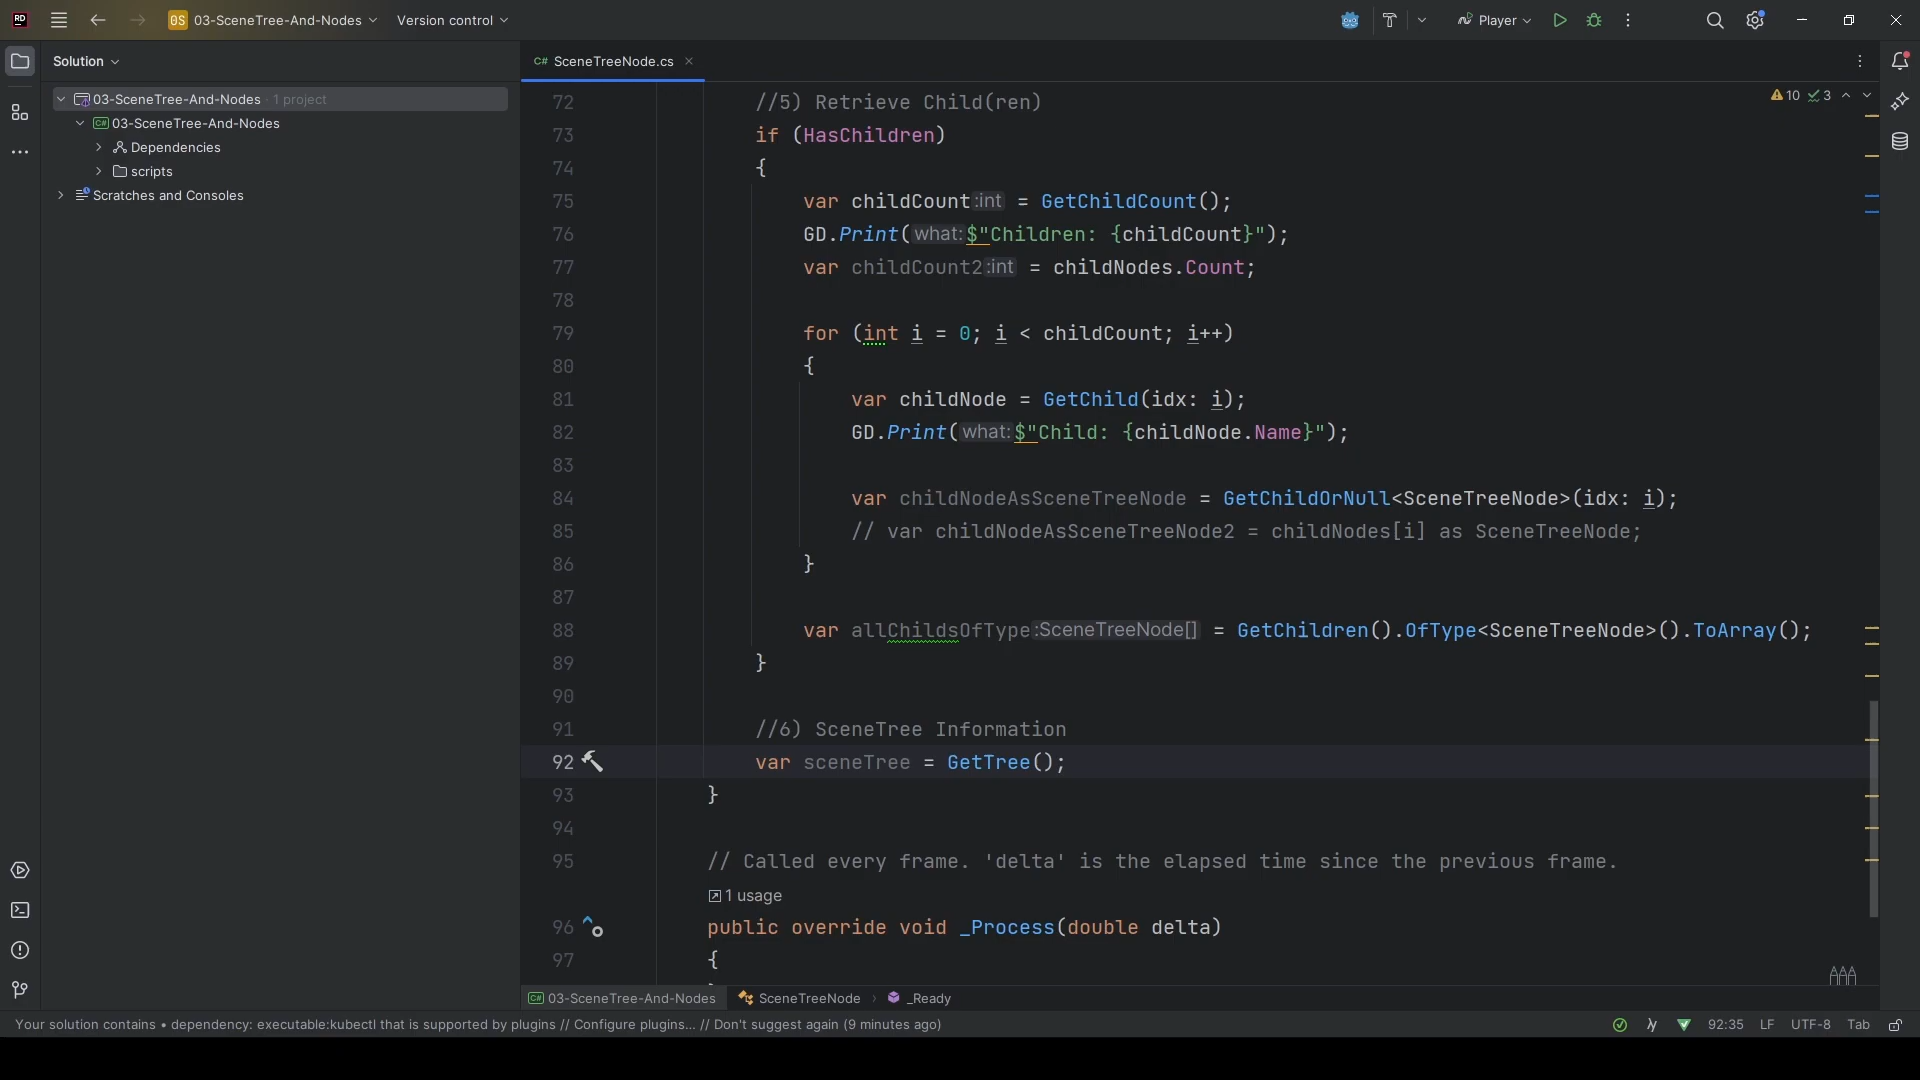 RD
0S 03-SceneTree-And-Nodes
Version control
Player
Solution
C# SceneTreeNode.cs
03-SceneTree-And-Nodes · 1 project
C# 03-SceneTree-And-Nodes
Dependencies
scripts
Scratches and Consoles
10 3
72 //5) Retrieve Child(ren)
73 if (HasChildren)
74 {
75 var childCount :int = GetChildCount();
76 GD.Print( what: $"Children: {childCount}");
77 var childCount2 :int = childNodes.Count;
78
79 for (int i = 0; i < childCount; i++)
80 {
81 var childNode = GetChild(idx: i);
82 GD.Print( what: $"Child: {childNode.Name}");
83
84 var childNodeAsSceneTreeNode = GetChildOrNull<SceneTreeNode>(idx: i);
85 // var childNodeAsSceneTreeNode2 = childNodes[i] as SceneTreeNode;
86 }
87
88 var allChildsOfType :SceneTreeNode[] = GetChildren().OfType<SceneTreeNode>().ToArray();
89 }
90
91 //6) SceneTree Information
92 var sceneTree = GetTree();
93 }
94
95 // Called every frame. 'delta' is the elapsed time since the previous frame.
1 usage
96 public override void _Process(double delta)
97 {
C# 03-SceneTree-And-Nodes SceneTreeNode › _Ready
Your solution contains • dependency: executable:kubectl that is supported by plugins // Configure plugins... // Don't suggest again (9 minutes ago)
92:35 LF UTF-8 Tab